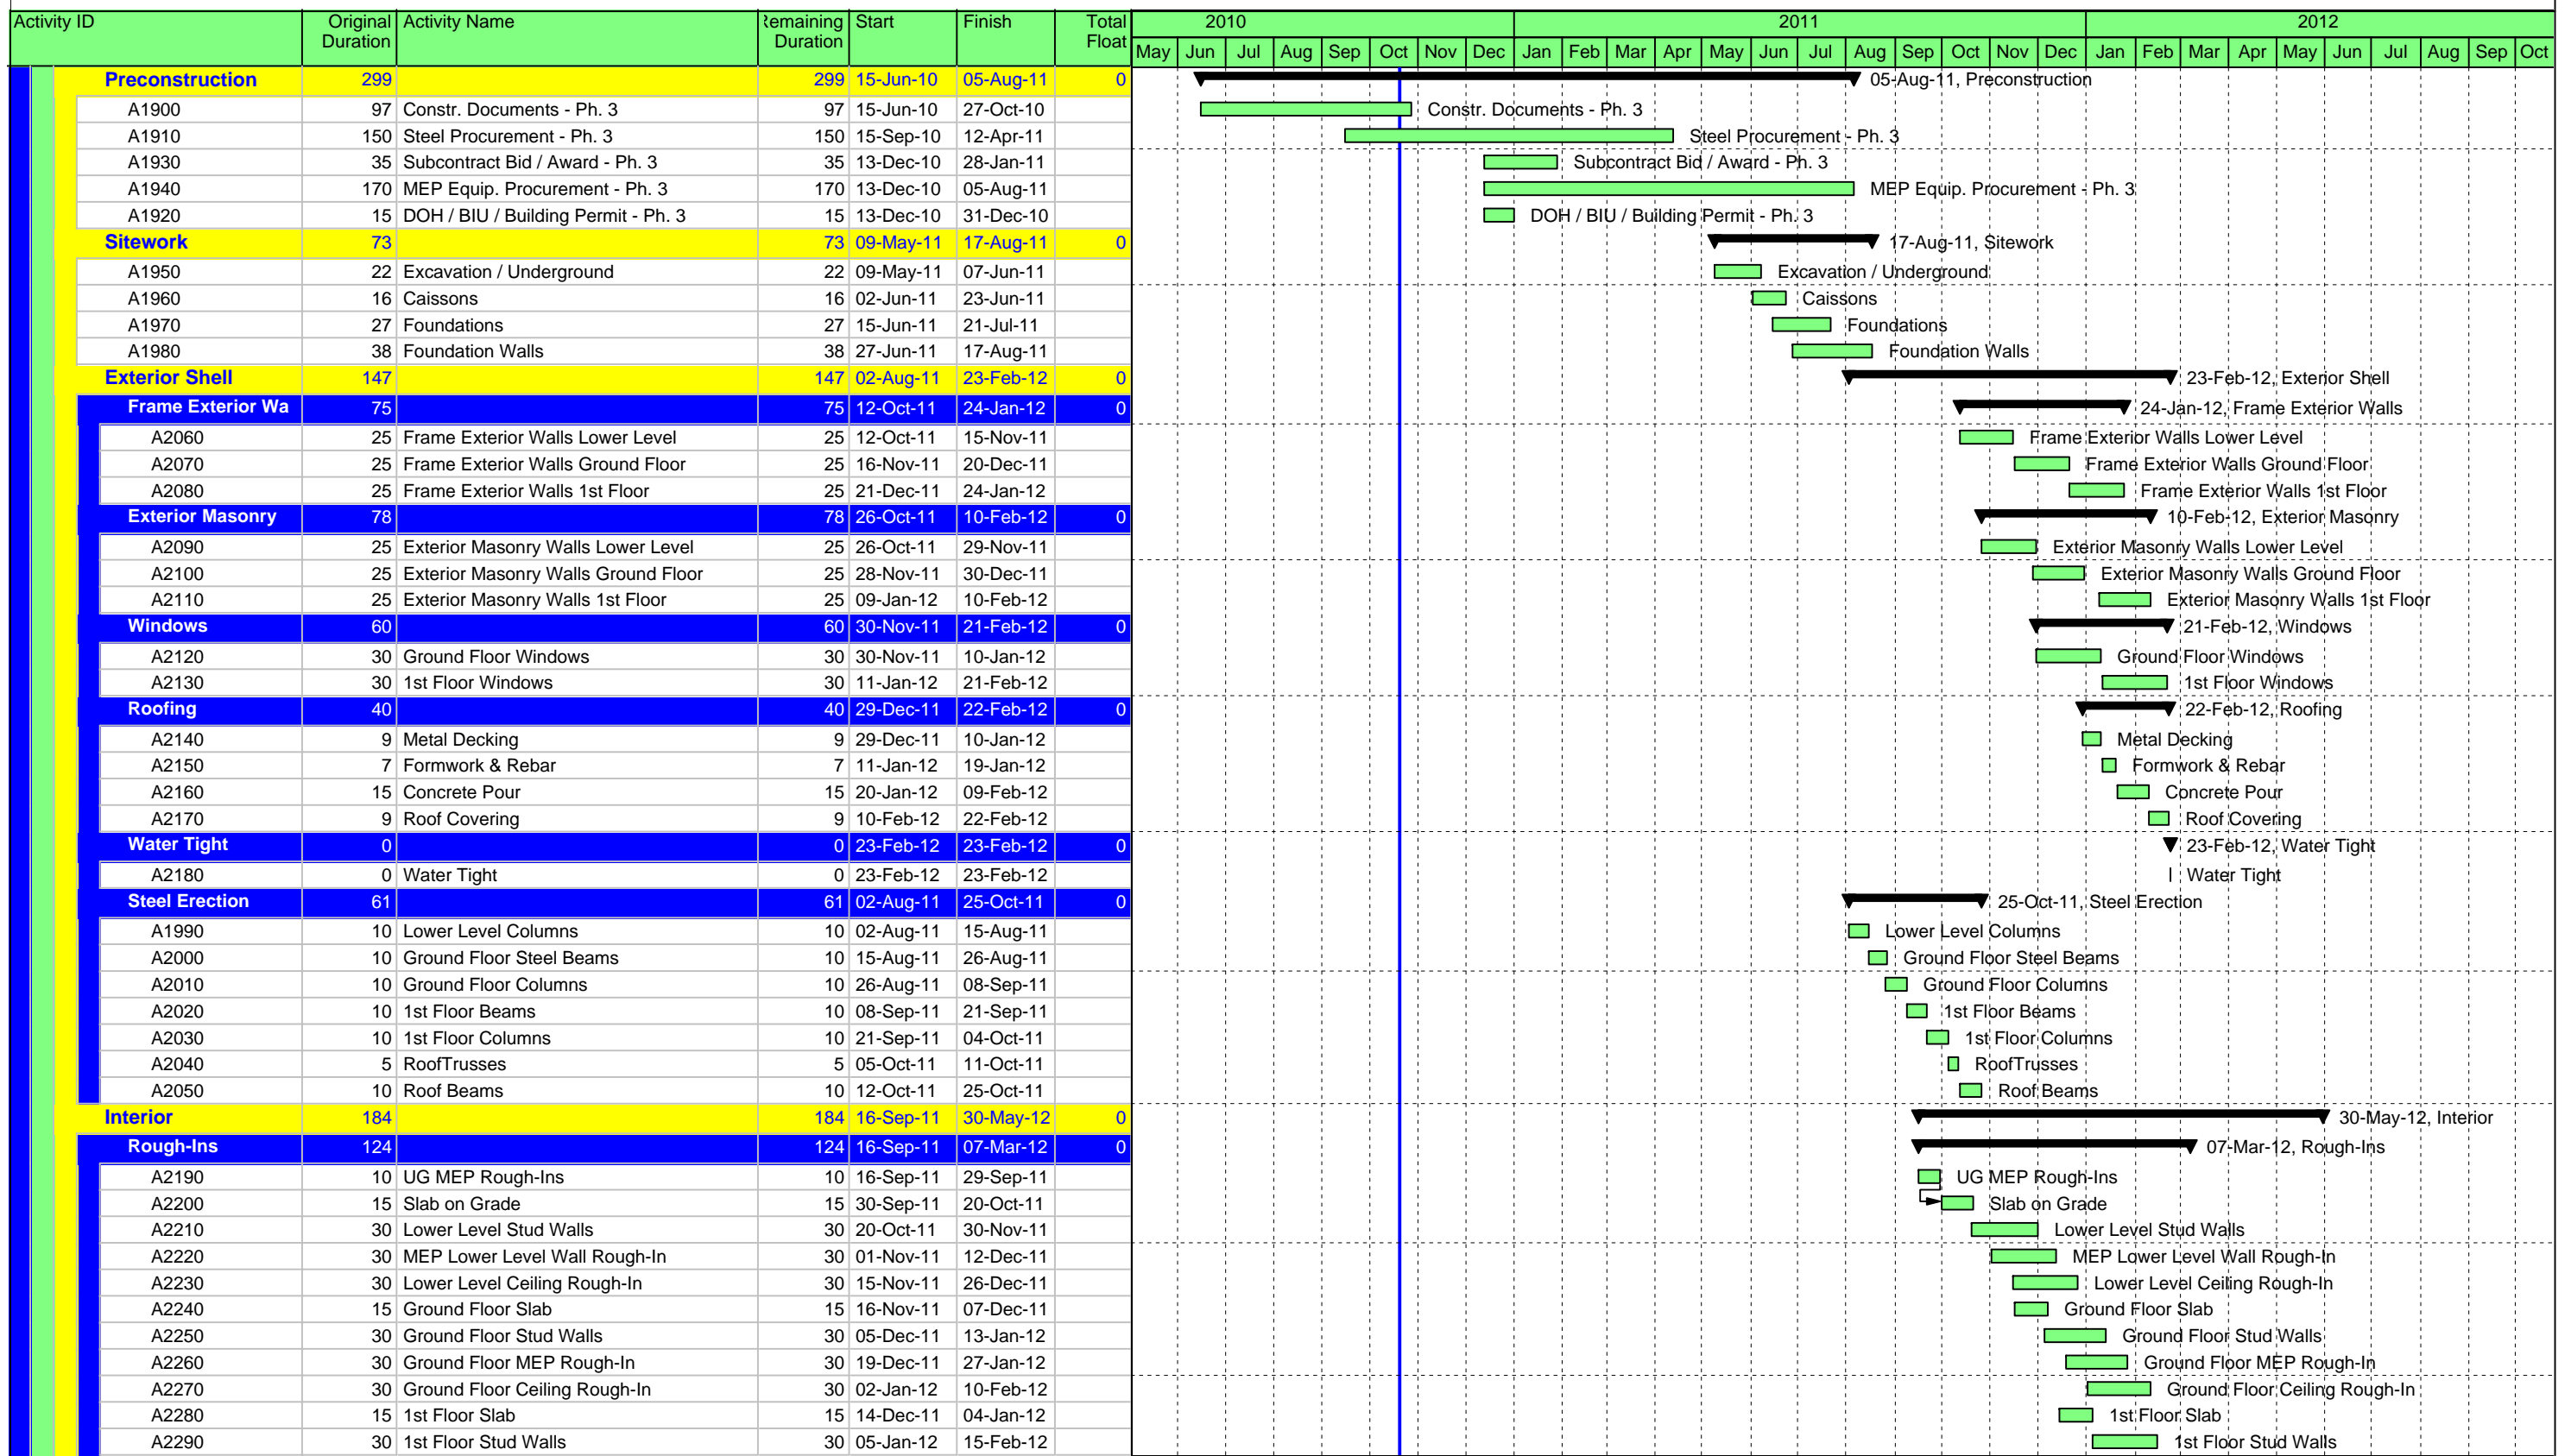 Activity ID Original Duration Activity Name Remaining Duration Start Finish Total Float 2010 2011 2012
May Jun Jul Aug Sep Oct Nov Dec Jan Feb Mar Apr May Jun Jul Aug Sep Oct Nov Dec Jan Feb Mar Apr May Jun Jul Aug Sep Oct
Preconstruction 299 299 15-Jun-10 05-Aug-11 0 05-Aug-11, Preconstruction
A1900 97 Constr. Documents - Ph. 3 97 15-Jun-10 27-Oct-10 Constr. Documents - Ph. 3
A1910 150 Steel Procurement - Ph. 3 150 15-Sep-10 12-Apr-11 Steel Procurement - Ph. 3
A1930 35 Subcontract Bid / Award - Ph. 3 35 13-Dec-10 28-Jan-11 Subcontract Bid / Award - Ph. 3
A1940 170 MEP Equip. Procurement - Ph. 3 170 13-Dec-10 05-Aug-11 MEP Equip. Procurement - Ph. 3
A1920 15 DOH / BIU / Building Permit - Ph. 3 15 13-Dec-10 31-Dec-10 DOH / BIU / Building Permit - Ph. 3
Sitework 73 73 09-May-11 17-Aug-11 0 17-Aug-11, Sitework
A1950 22 Excavation / Underground 22 09-May-11 07-Jun-11 Excavation / Underground
A1960 16 Caissons 16 02-Jun-11 23-Jun-11 Caissons
A1970 27 Foundations 27 15-Jun-11 21-Jul-11 Foundations
A1980 38 Foundation Walls 38 27-Jun-11 17-Aug-11 Foundation Walls
Exterior Shell 147 147 02-Aug-11 23-Feb-12 0 23-Feb-12, Exterior Shell
Frame Exterior Wa 75 75 12-Oct-11 24-Jan-12 0 24-Jan-12, Frame Exterior Walls
A2060 25 Frame Exterior Walls Lower Level 25 12-Oct-11 15-Nov-11 Frame Exterior Walls Lower Level
A2070 25 Frame Exterior Walls Ground Floor 25 16-Nov-11 20-Dec-11 Frame Exterior Walls Ground Floor
A2080 25 Frame Exterior Walls 1st Floor 25 21-Dec-11 24-Jan-12 Frame Exterior Walls 1st Floor
Exterior Masonry 78 78 26-Oct-11 10-Feb-12 0 10-Feb-12, Exterior Masonry
A2090 25 Exterior Masonry Walls Lower Level 25 26-Oct-11 29-Nov-11 Exterior Masonry Walls Lower Level
A2100 25 Exterior Masonry Walls Ground Floor 25 28-Nov-11 30-Dec-11 Exterior Masonry Walls Ground Floor
A2110 25 Exterior Masonry Walls 1st Floor 25 09-Jan-12 10-Feb-12 Exterior Masonry Walls 1st Floor
Windows 60 60 30-Nov-11 21-Feb-12 0 21-Feb-12, Windows
A2120 30 Ground Floor Windows 30 30-Nov-11 10-Jan-12 Ground Floor Windows
A2130 30 1st Floor Windows 30 11-Jan-12 21-Feb-12 1st Floor Windows
Roofing 40 40 29-Dec-11 22-Feb-12 0 22-Feb-12, Roofing
A2140 9 Metal Decking 9 29-Dec-11 10-Jan-12 Metal Decking
A2150 7 Formwork & Rebar 7 11-Jan-12 19-Jan-12 Formwork & Rebar
A2160 15 Concrete Pour 15 20-Jan-12 09-Feb-12 Concrete Pour
A2170 9 Roof Covering 9 10-Feb-12 22-Feb-12 Roof Covering
Water Tight 0 0 23-Feb-12 23-Feb-12 0 23-Feb-12, Water Tight
A2180 0 Water Tight 0 23-Feb-12 23-Feb-12 Water Tight
Steel Erection 61 61 02-Aug-11 25-Oct-11 0 25-Oct-11, Steel Erection
A1990 10 Lower Level Columns 10 02-Aug-11 15-Aug-11 Lower Level Columns
A2000 10 Ground Floor Steel Beams 10 15-Aug-11 26-Aug-11 Ground Floor Steel Beams
A2010 10 Ground Floor Columns 10 26-Aug-11 08-Sep-11 Ground Floor Columns
A2020 10 1st Floor Beams 10 08-Sep-11 21-Sep-11 1st Floor Beams
A2030 10 1st Floor Columns 10 21-Sep-11 04-Oct-11 1st Floor Columns
A2040 5 RoofTrusses 5 05-Oct-11 11-Oct-11 RoofTrusses
A2050 10 Roof Beams 10 12-Oct-11 25-Oct-11 Roof Beams
Interior 184 184 16-Sep-11 30-May-12 0 30-May-12, Interior
Rough-Ins 124 124 16-Sep-11 07-Mar-12 0 07-Mar-12, Rough-Ins
A2190 10 UG MEP Rough-Ins 10 16-Sep-11 29-Sep-11 UG MEP Rough-Ins
A2200 15 Slab on Grade 15 30-Sep-11 20-Oct-11 Slab on Grade
A2210 30 Lower Level Stud Walls 30 20-Oct-11 30-Nov-11 Lower Level Stud Walls
A2220 30 MEP Lower Level Wall Rough-In 30 01-Nov-11 12-Dec-11 MEP Lower Level Wall Rough-In
A2230 30 Lower Level Ceiling Rough-In 30 15-Nov-11 26-Dec-11 Lower Level Ceiling Rough-In
A2240 15 Ground Floor Slab 15 16-Nov-11 07-Dec-11 Ground Floor Slab
A2250 30 Ground Floor Stud Walls 30 05-Dec-11 13-Jan-12 Ground Floor Stud Walls
A2260 30 Ground Floor MEP Rough-In 30 19-Dec-11 27-Jan-12 Ground Floor MEP Rough-In
A2270 30 Ground Floor Ceiling Rough-In 30 02-Jan-12 10-Feb-12 Ground Floor Ceiling Rough-In
A2280 15 1st Floor Slab 15 14-Dec-11 04-Jan-12 1st Floor Slab
A2290 30 1st Floor Stud Walls 30 05-Jan-12 15-Feb-12 1st Floor Stud Walls